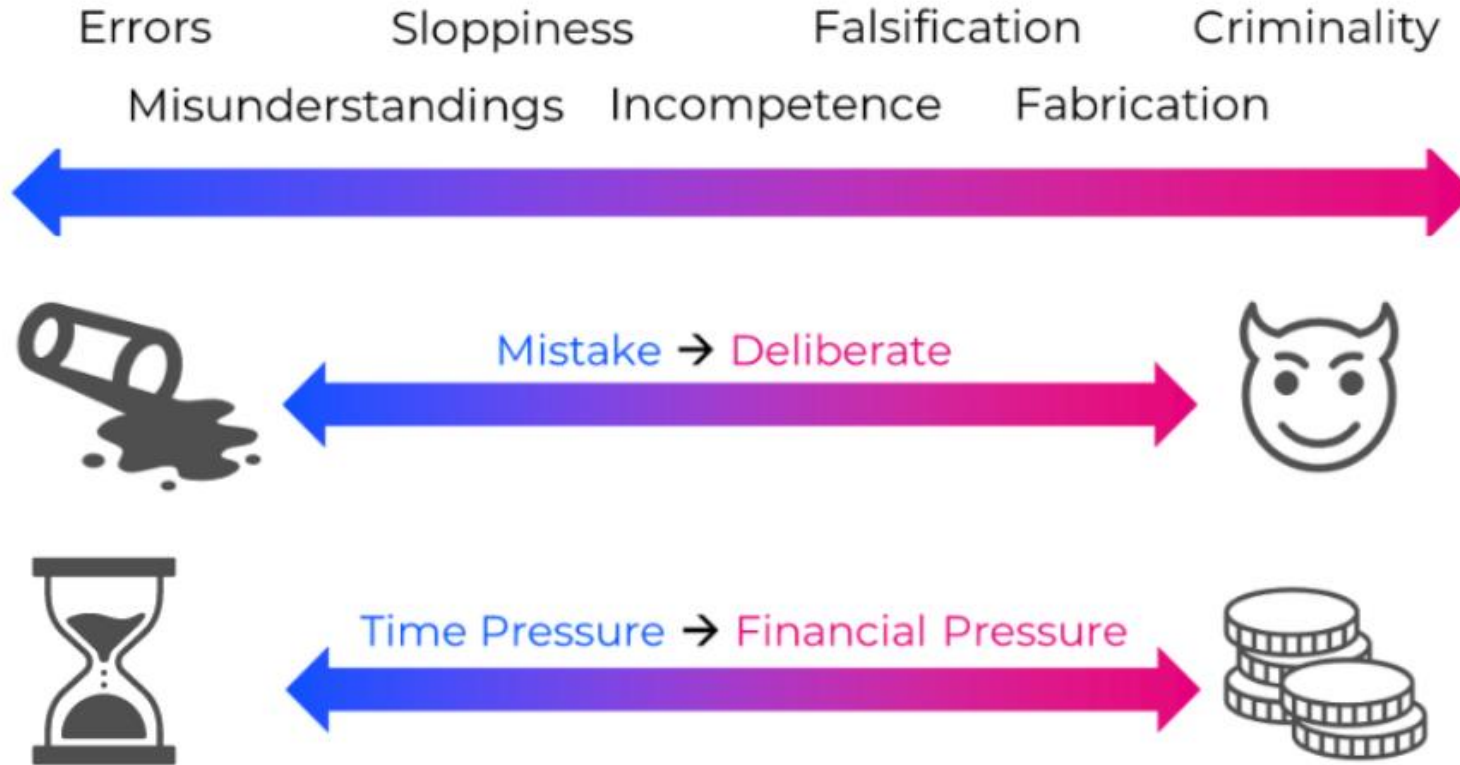 Errors Sloppiness Falsification Criminality
Misunderstandings Incompetence Fabrication
Mistake → Deliberate
Time Pressure → Financial Pressure